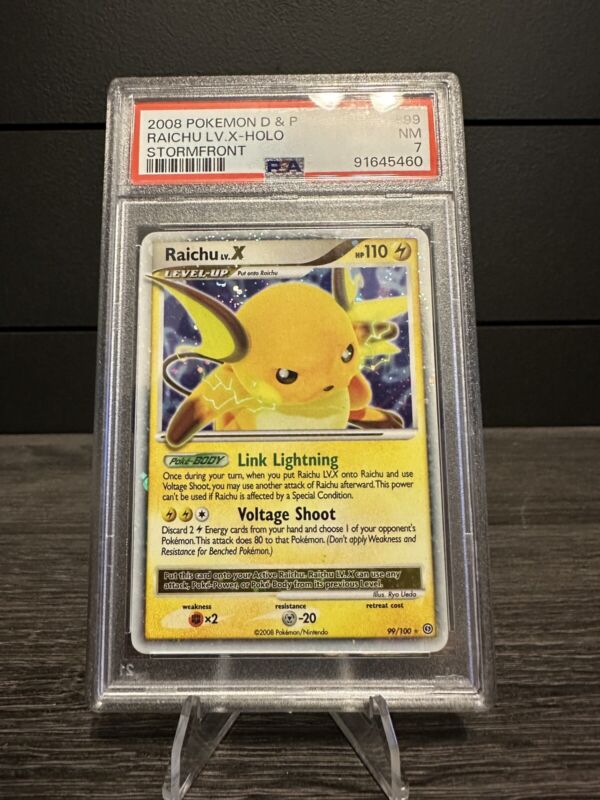 2008 POKEMON D & P #99
RAICHU LV.X-HOLO NM
STORMFRONT 7
PSA 91645460
Raichu LV.X HP 110
LEVEL-UP Put onto Raichu
Poké-BODY Link Lightning
Once during your turn, when you put Raichu LV.X onto Raichu and use
Voltage Shoot, you may use another attack of Raichu afterward. This power
can't be used if Raichu is affected by a Special Condition.
Voltage Shoot
Discard 2 Energy cards from your hand and choose 1 of your opponent's
Pokémon. This attack does 80 to that Pokémon. (Don't apply Weakness and
Resistance for Benched Pokémon.)
Put this card onto your Active Raichu. Raichu LV.X can use any
attack, Poké-Power, or Poké-Body from its previous Level.
Illus. Ryo Ueda
weakness resistance retreat cost
×2 -20
©2008 Pokémon/Nintendo 99/100